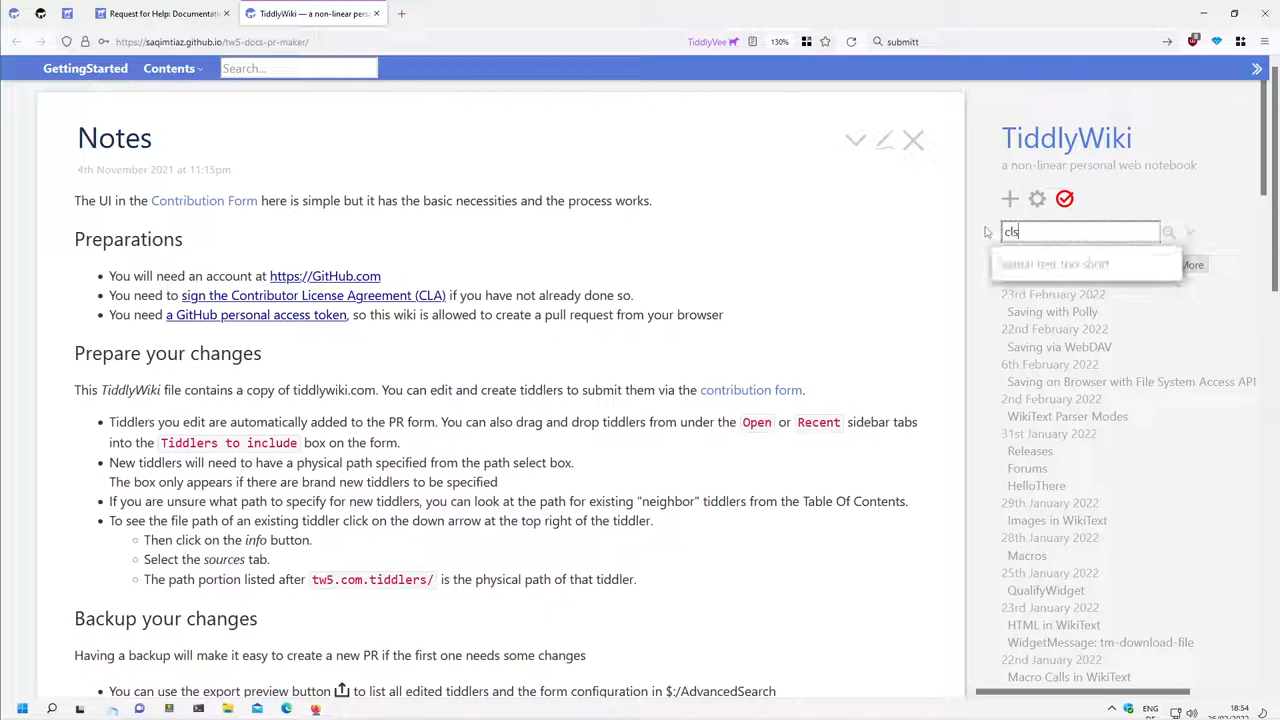 Request for Help: Documentati
TiddlyWiki — a non-linear pers
https://saqimtiaz.github.io/tw5-docs-pr-maker/
TiddlyVee
130%
submitt
GettingStarted
Contents
Search...
Notes
4th November 2021 at 11:15pm
The UI in the Contribution Form here is simple but it has the basic necessities and the process works.
Preparations
You will need an account at https://GitHub.com
You need to sign the Contributor License Agreement (CLA) if you have not already done so.
You need a GitHub personal access token, so this wiki is allowed to create a pull request from your browser
Prepare your changes
This TiddlyWiki file contains a copy of tiddlywiki.com. You can edit and create tiddlers to submit them via the contribution form.
Tiddlers you edit are automatically added to the PR form. You can also drag and drop tiddlers from under the Open or Recent sidebar tabs
into the Tiddlers to include box on the form.
New tiddlers will need to have a physical path specified from the path select box.
The box only appears if there are brand new tiddlers to be specified
If you are unsure what path to specify for new tiddlers, you can look at the path for existing "neighbor" tiddlers from the Table Of Contents.
To see the file path of an existing tiddler click on the down arrow at the top right of the tiddler.
Then click on the info button.
Select the sources tab.
The path portion listed after tw5.com.tiddlers/ is the physical path of that tiddler.
Backup your changes
Having a backup will make it easy to create a new PR if the first one needs some changes
You can use the export preview button to list all edited tiddlers and the form configuration in $:/AdvancedSearch
TiddlyWiki
a non-linear personal web notebook
cls
More
23rd February 2022
Saving with Polly
22nd February 2022
Saving via WebDAV
6th February 2022
Saving on Browser with File System Access API
2nd February 2022
WikiText Parser Modes
31st January 2022
Releases
Forums
HelloThere
29th January 2022
Images in WikiText
28th January 2022
Macros
25th January 2022
QualifyWidget
23rd January 2022
HTML in WikiText
WidgetMessage: tm-download-file
22nd January 2022
Macro Calls in WikiText
ENG
18:54